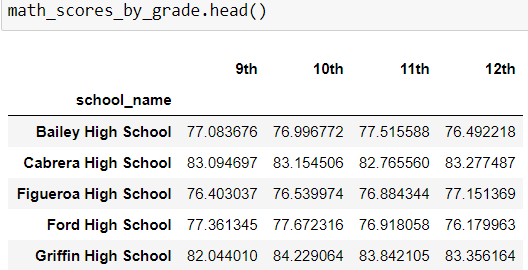 math_scores_by_grade.head()
9th 10th 11th 12th
school_name
Bailey High School 77.083676 76.996772 77.515588 76.492218
Cabrera High School 83.094697 83.154506 82.765560 83.277487
Figueroa High School 76.403037 76.539974 76.884344 77.151369
Ford High School 77.361345 77.672316 76.918058 76.179963
Griffin High School 82.044010 84.229064 83.842105 83.356164